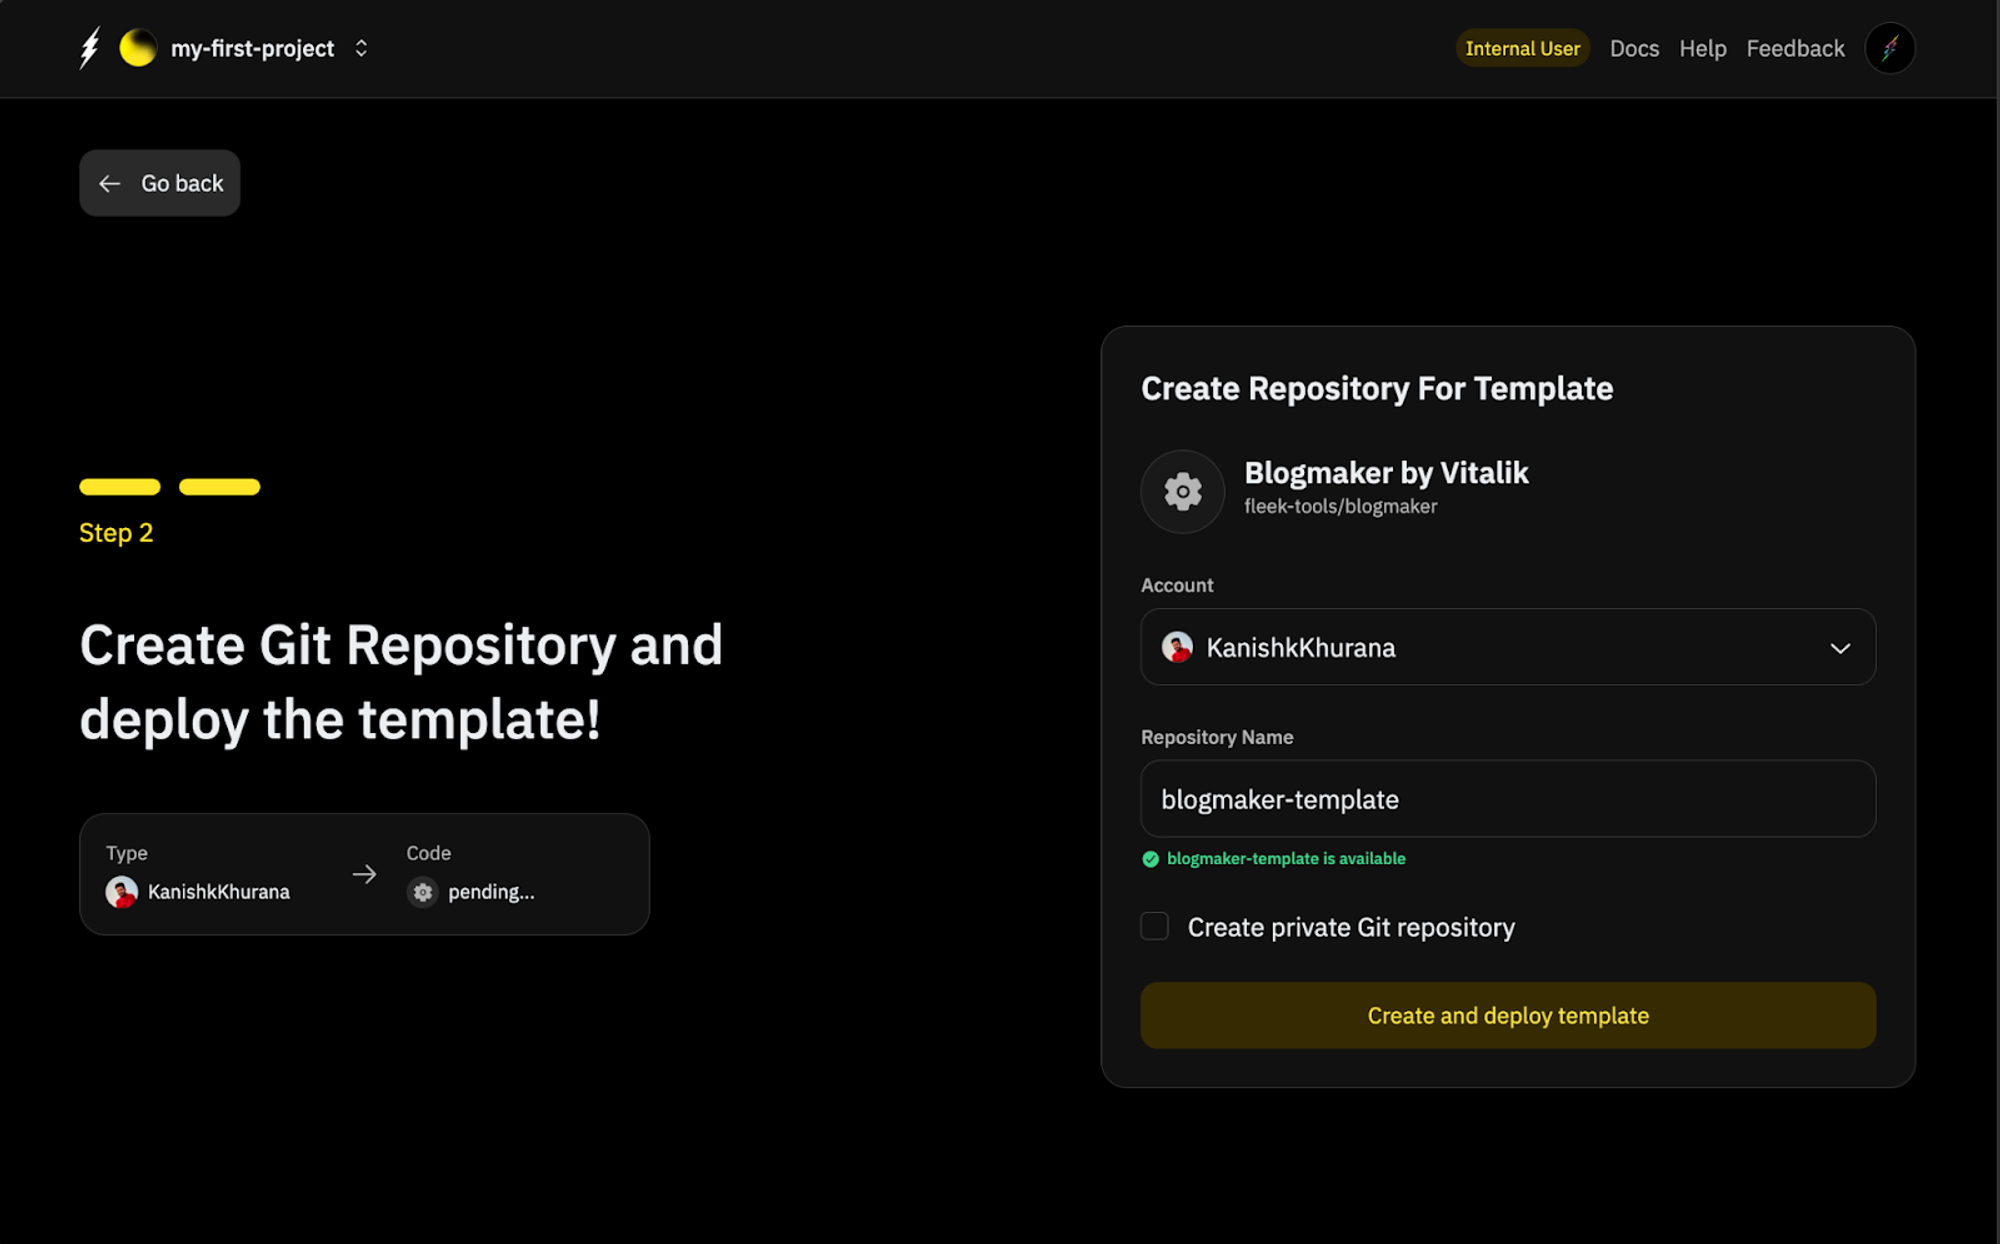 my-first-project
Internal User
Docs
Help
Feedback
Go back
Step 2
Create Git Repository and
deploy the template!
Type
KanishkKhurana
Code
pending...
Create Repository For Template
Blogmaker by Vitalik
fleek-tools/blogmaker
Account
KanishkKhurana
Repository Name
blogmaker-template
blogmaker-template is available
Create private Git repository
Create and deploy template